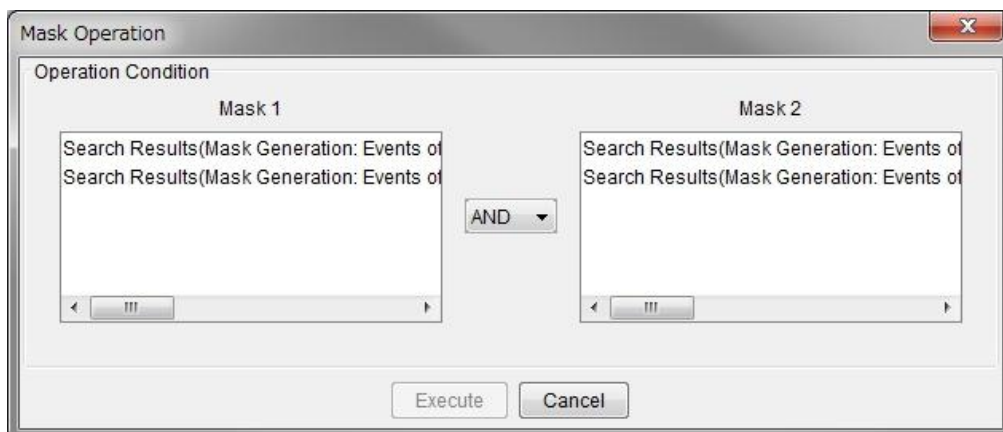 Mask Operation
Operation Condition
Mask 1
Mask 2
Search Results(Mask Generation: Events of
Search Results(Mask Generation: Events of
AND
Search Results(Mask Generation: Events of
Search Results(Mask Generation: Events of
Execute
Cancel